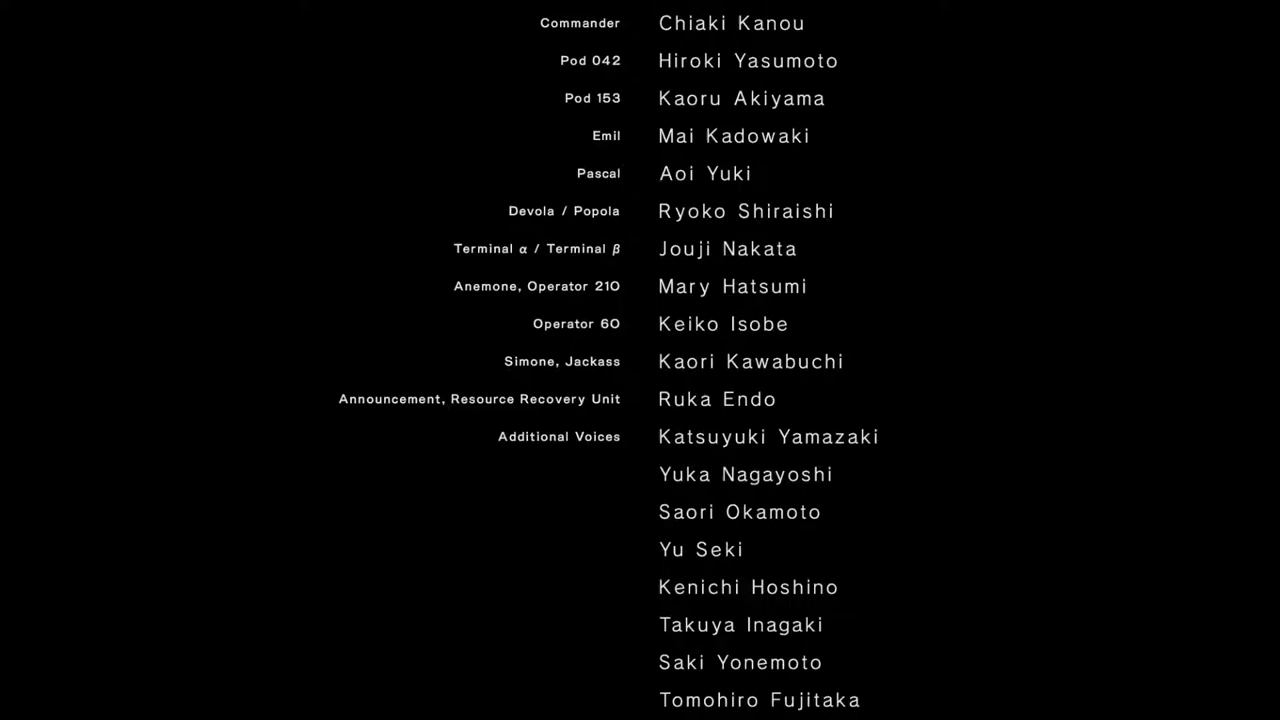 Commander Chiaki Kanou
Pod 042 Hiroki Yasumoto
Pod 153 Kaoru Akiyama
Emil Mai Kadowaki
Pascal Aoi Yuki
Devola / Popola Ryoko Shiraishi
Terminal α / Terminal β Jouji Nakata
Anemone, Operator 21O Mary Hatsumi
Operator 6O Keiko Isobe
Simone, Jackass Kaori Kawabuchi
Announcement, Resource Recovery Unit Ruka Endo
Additional Voices Katsuyuki Yamazaki
Yuka Nagayoshi
Saori Okamoto
Yu Seki
Kenichi Hoshino
Takuya Inagaki
Saki Yonemoto
Tomohiro Fujitaka